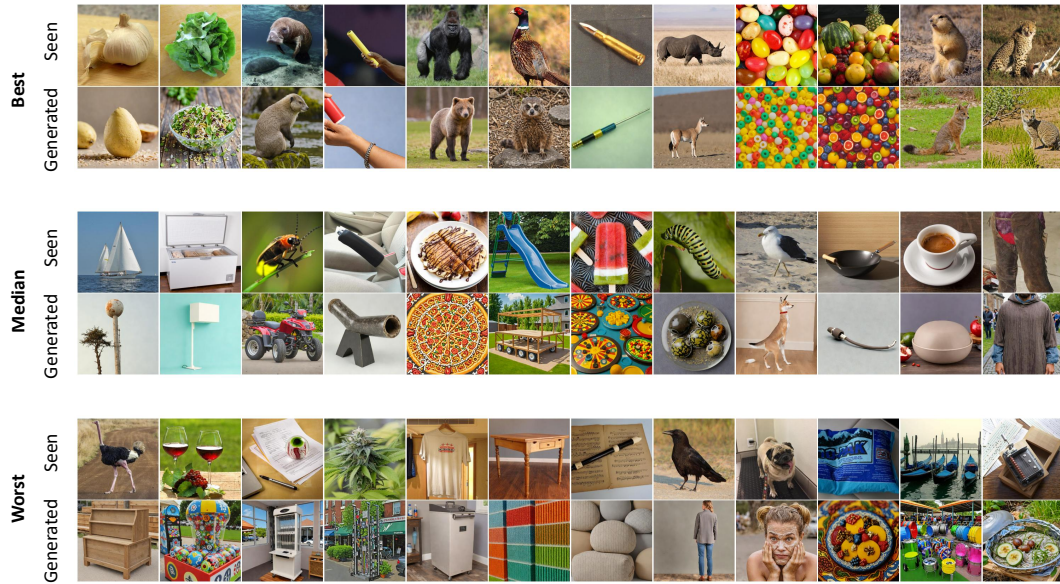 Best
Seen
Generated
Median
Seen
Generated
Worst
Seen
Generated